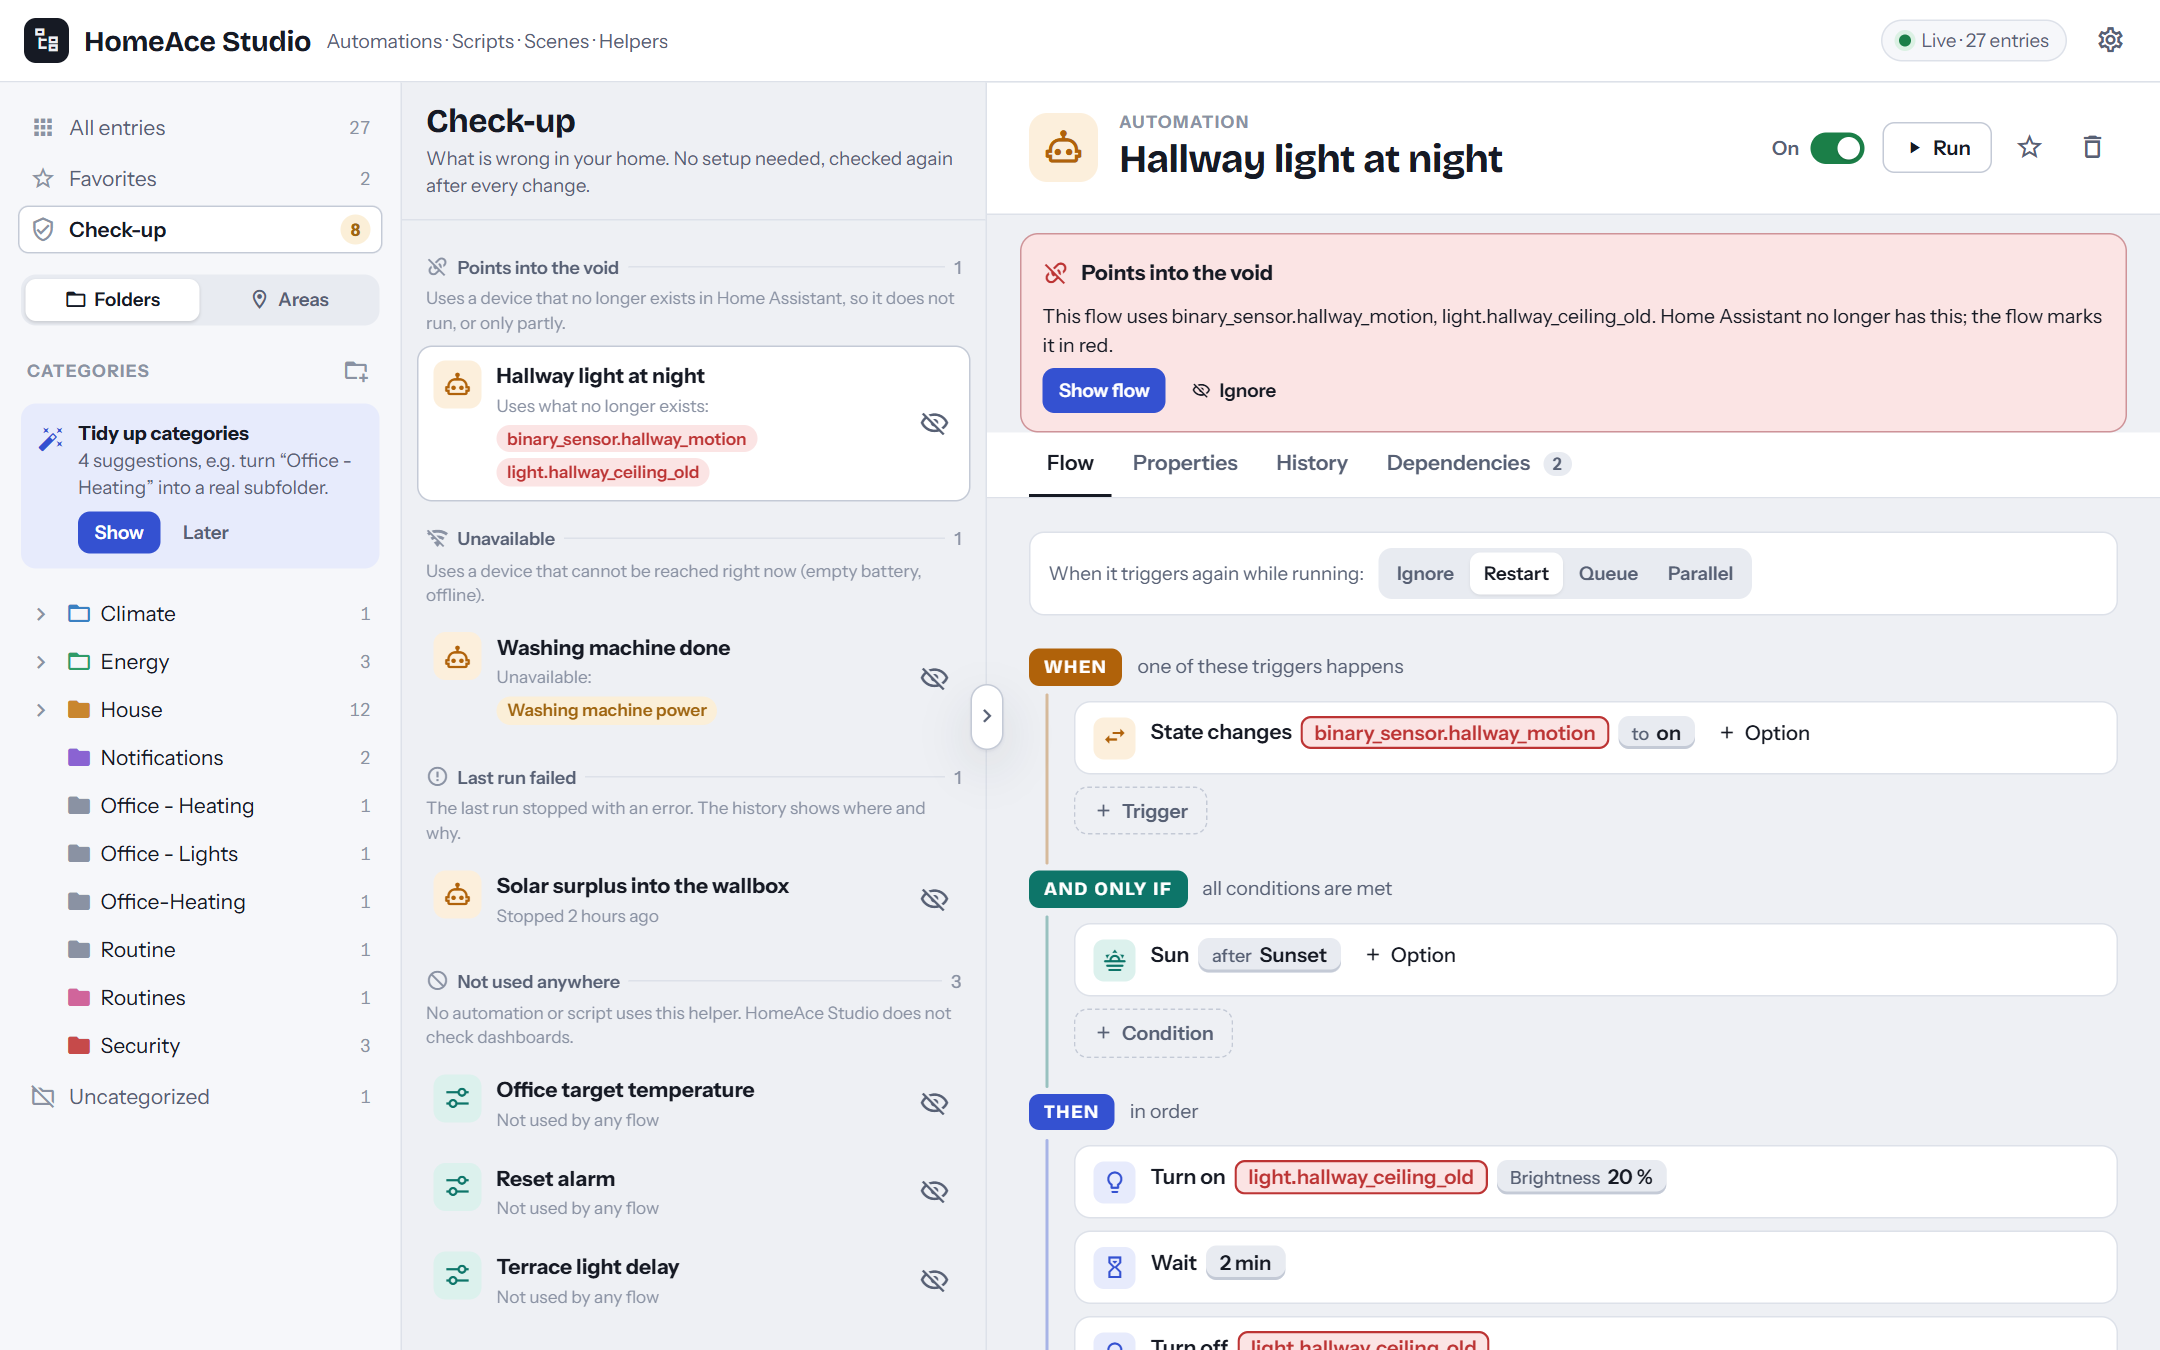 HomeAce Studio
Automations · Scripts · Scenes · Helpers
Live · 27 entries
All entries 27
Favorites 2
Check-up 8
Folders
Areas
CATEGORIES
Tidy up categories
4 suggestions, e.g. turn “Office -
Heating” into a real subfolder.
Show
Later
Climate 1
Energy 3
House 12
Notifications 2
Office - Heating 1
Office - Lights 1
Office-Heating 1
Routine 1
Routines 1
Security 3
Uncategorized 1
Check-up
What is wrong in your home. No setup needed, checked again
after every change.
Points into the void 1
Uses a device that no longer exists in Home Assistant, so it does not
run, or only partly.
Hallway light at night
Uses what no longer exists:
binary_sensor.hallway_motion
light.hallway_ceiling_old
Unavailable 1
Uses a device that cannot be reached right now (empty battery,
offline).
Washing machine done
Unavailable:
Washing machine power
Last run failed 1
The last run stopped with an error. The history shows where and
why.
Solar surplus into the wallbox
Stopped 2 hours ago
Not used anywhere 3
No automation or script uses this helper. HomeAce Studio does not
check dashboards.
Office target temperature
Not used by any flow
Reset alarm
Not used by any flow
Terrace light delay
Not used by any flow
AUTOMATION
Hallway light at night
On
Run
Points into the void
This flow uses binary_sensor.hallway_motion, light.hallway_ceiling_old. Home Assistant no longer has this; the flow marks
it in red.
Show flow
Ignore
Flow
Properties
History
Dependencies 2
When it triggers again while running:
Ignore
Restart
Queue
Parallel
WHEN one of these triggers happens
State changes binary_sensor.hallway_motion to on + Option
+ Trigger
AND ONLY IF all conditions are met
Sun after Sunset + Option
+ Condition
THEN in order
Turn on light.hallway_ceiling_old Brightness 20 %
Wait 2 min
Turn off light.hallway_ceiling_old